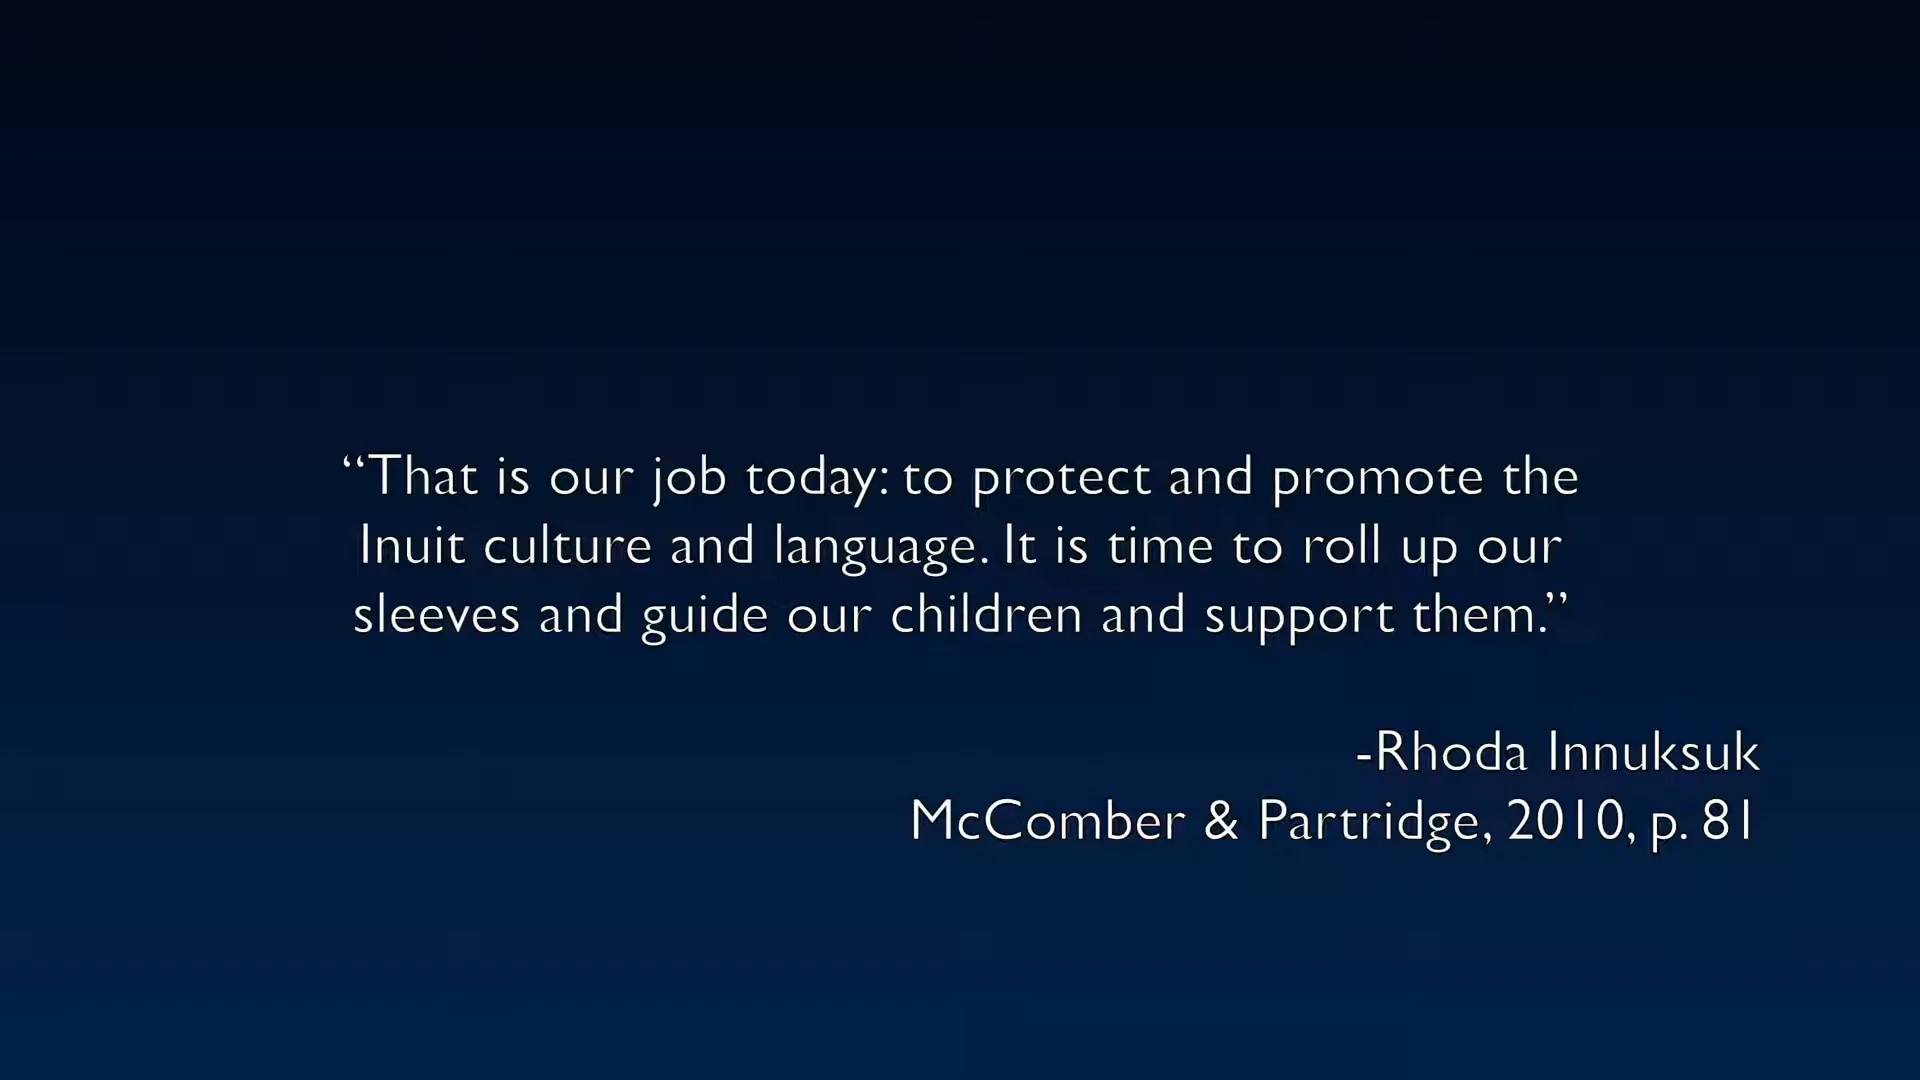 “That is our job today: to protect and promote the
Inuit culture and language. It is time to roll up our
sleeves and guide our children and support them.”
-Rhoda Innuksuk
McComber & Partridge, 2010, p. 81